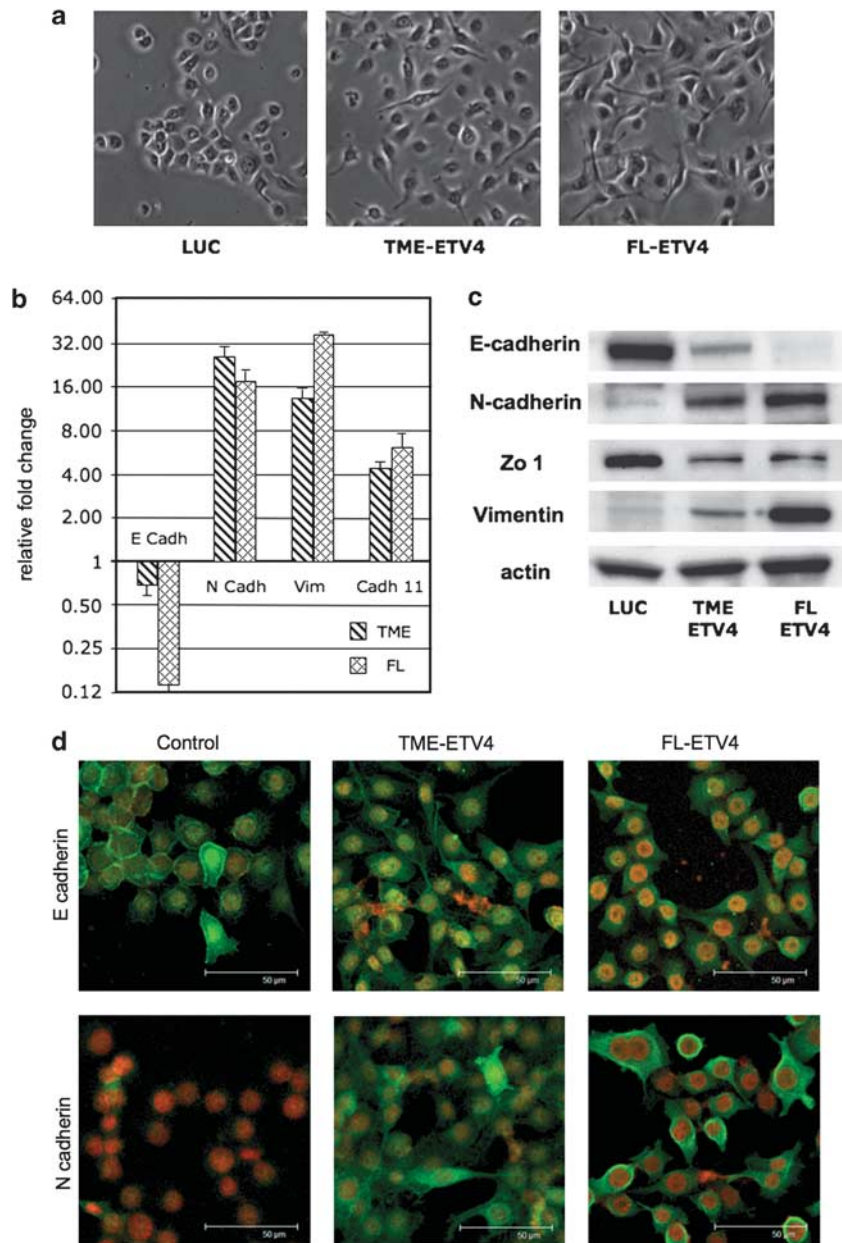 a
LUC
TME-ETV4
FL-ETV4
b
relative fold change
64.00
32.00
16.00
8.00
4.00
2.00
1
0.50
0.25
0.12
E Cadh
N Cadh
Vim
Cadh 11
TME
FL
c
E-cadherin
N-cadherin
Zo 1
Vimentin
actin
LUC
TME
ETV4
FL
ETV4
d
Control
TME-ETV4
FL-ETV4
E cadherin
50 µm
50 µm
50 µm
N cadherin
50 µm
50 µm
50 µm